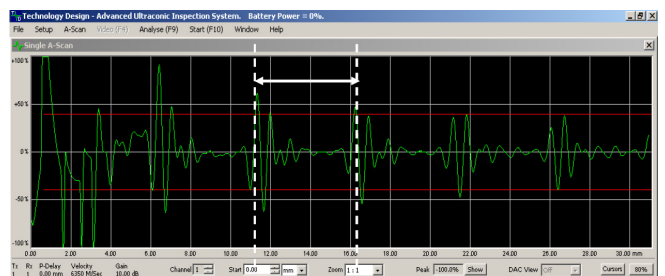 Technology Design - Advanced Ultraconic Inspection System. Battery Power = 0%.
File Setup A-Scan Video (F4) Analyse (F9) Start (F10) Window Help
Single A-Scan
+100%
+50%
0%
-50%
-100%
0.00 2.00 4.00 6.00 8.00 10.00 12.00 14.00 16.00 18.00 20.00 22.00 24.00 26.00 28.00 30.00 mm
Tx Rx P-Delay Velocity Gain
1 1 0.00 mm 6350 M/Sec 10.00 dB Channel 1 Start 0.00 mm Zoom 1 : 1 Peak -100.0% Show DAC View Off Cursors 80%